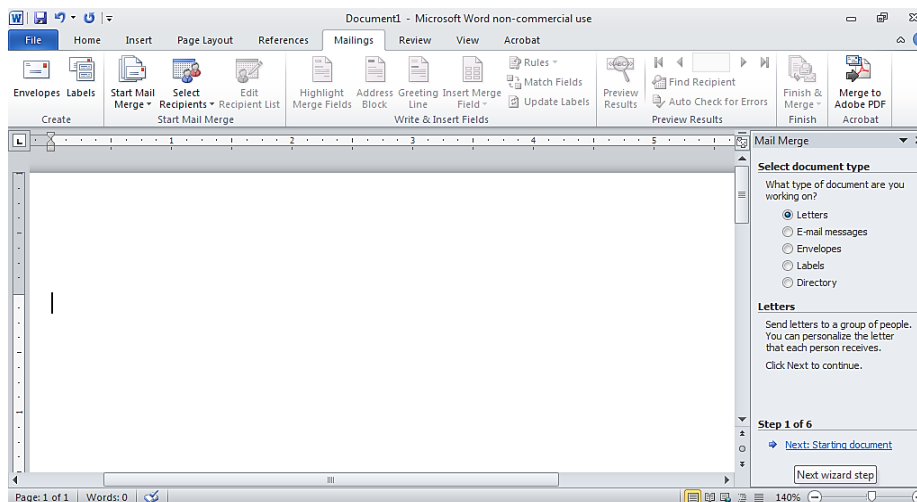 Document1 - Microsoft Word non-commercial use
File Home Insert Page Layout References Mailings Review View Acrobat
Envelopes Labels
Create
Start Mail Merge Select Recipients Edit Recipient List
Start Mail Merge
Highlight Merge Fields Address Block Greeting Line Insert Merge Field
Rules
Match Fields
Update Labels
Write & Insert Fields
Preview Results
Find Recipient
Auto Check for Errors
Preview Results
Finish & Merge
Finish
Merge to Adobe PDF
Acrobat
1 2 3 4 5
Mail Merge
Select document type
What type of document are you
working on?
Letters
E-mail messages
Envelopes
Labels
Directory
Letters
Send letters to a group of people.
You can personalize the letter
that each person receives.
Click Next to continue.
Step 1 of 6
Next: Starting document
Next wizard step
Page: 1 of 1 Words: 0 140%